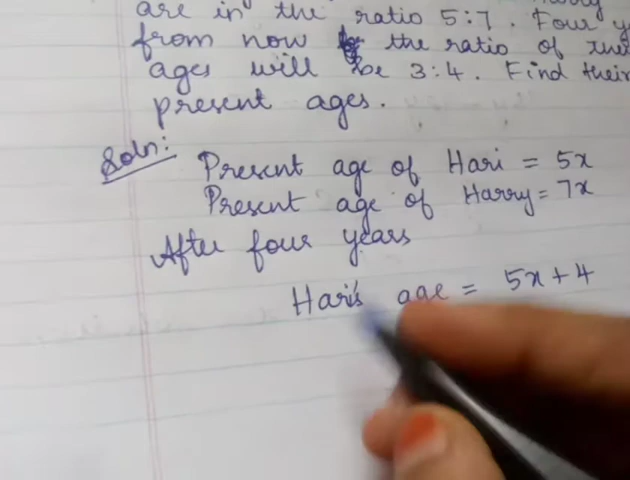 are in the ratio 5:7. Four
from now the ratio of
ages will be 3:4. Find their
present ages.
Soln:
Present age of Hari = 5x
Present age of Harry = 7x
After four years
Hari's age = 5x + 4